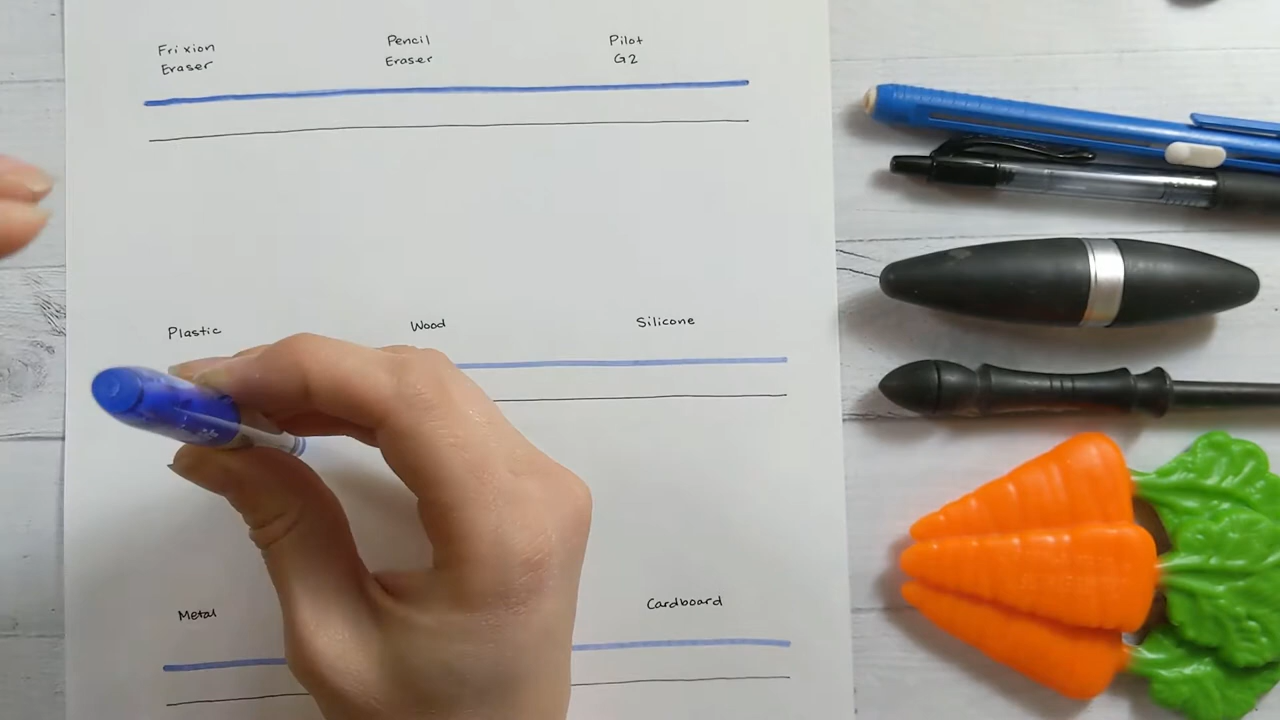 Frixion Pencil Pilot
Eraser Eraser G2
Plastic Wood Silicone
Metal Cardboard